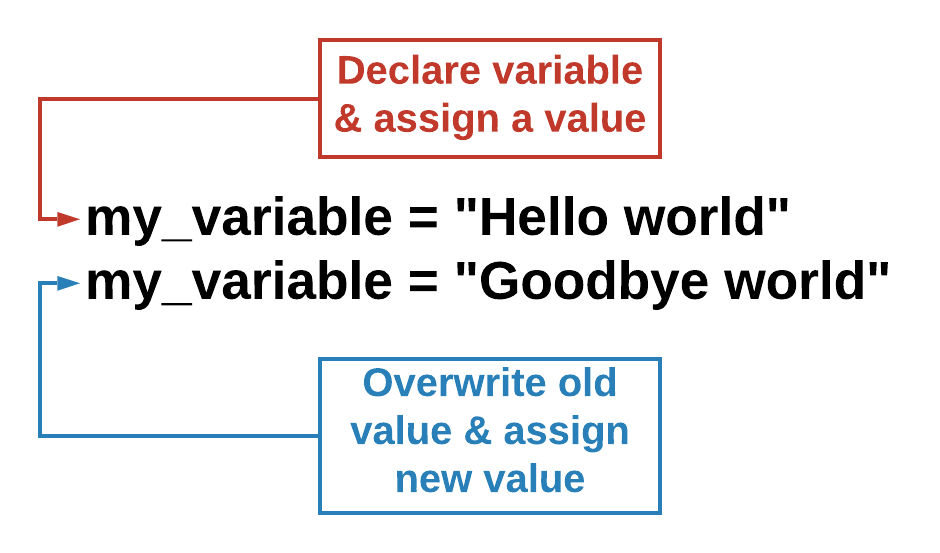 Declare variable
& assign a value
my_variable = "Hello world"
my_variable = "Goodbye world"
Overwrite old
value & assign
new value